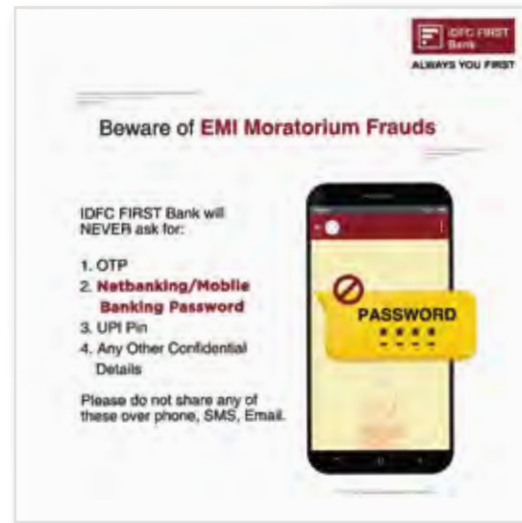 IDFC FIRST
Bank
ALWAYS YOU FIRST
Beware of EMI Moratorium Frauds
IDFC FIRST Bank will
NEVER ask for:
1. OTP
2. Netbanking/Mobile
Banking Password
3. UPI Pin
4. Any Other Confidential
Details
Please do not share any of
these over phone, SMS, Email.
PASSWORD
* * * *